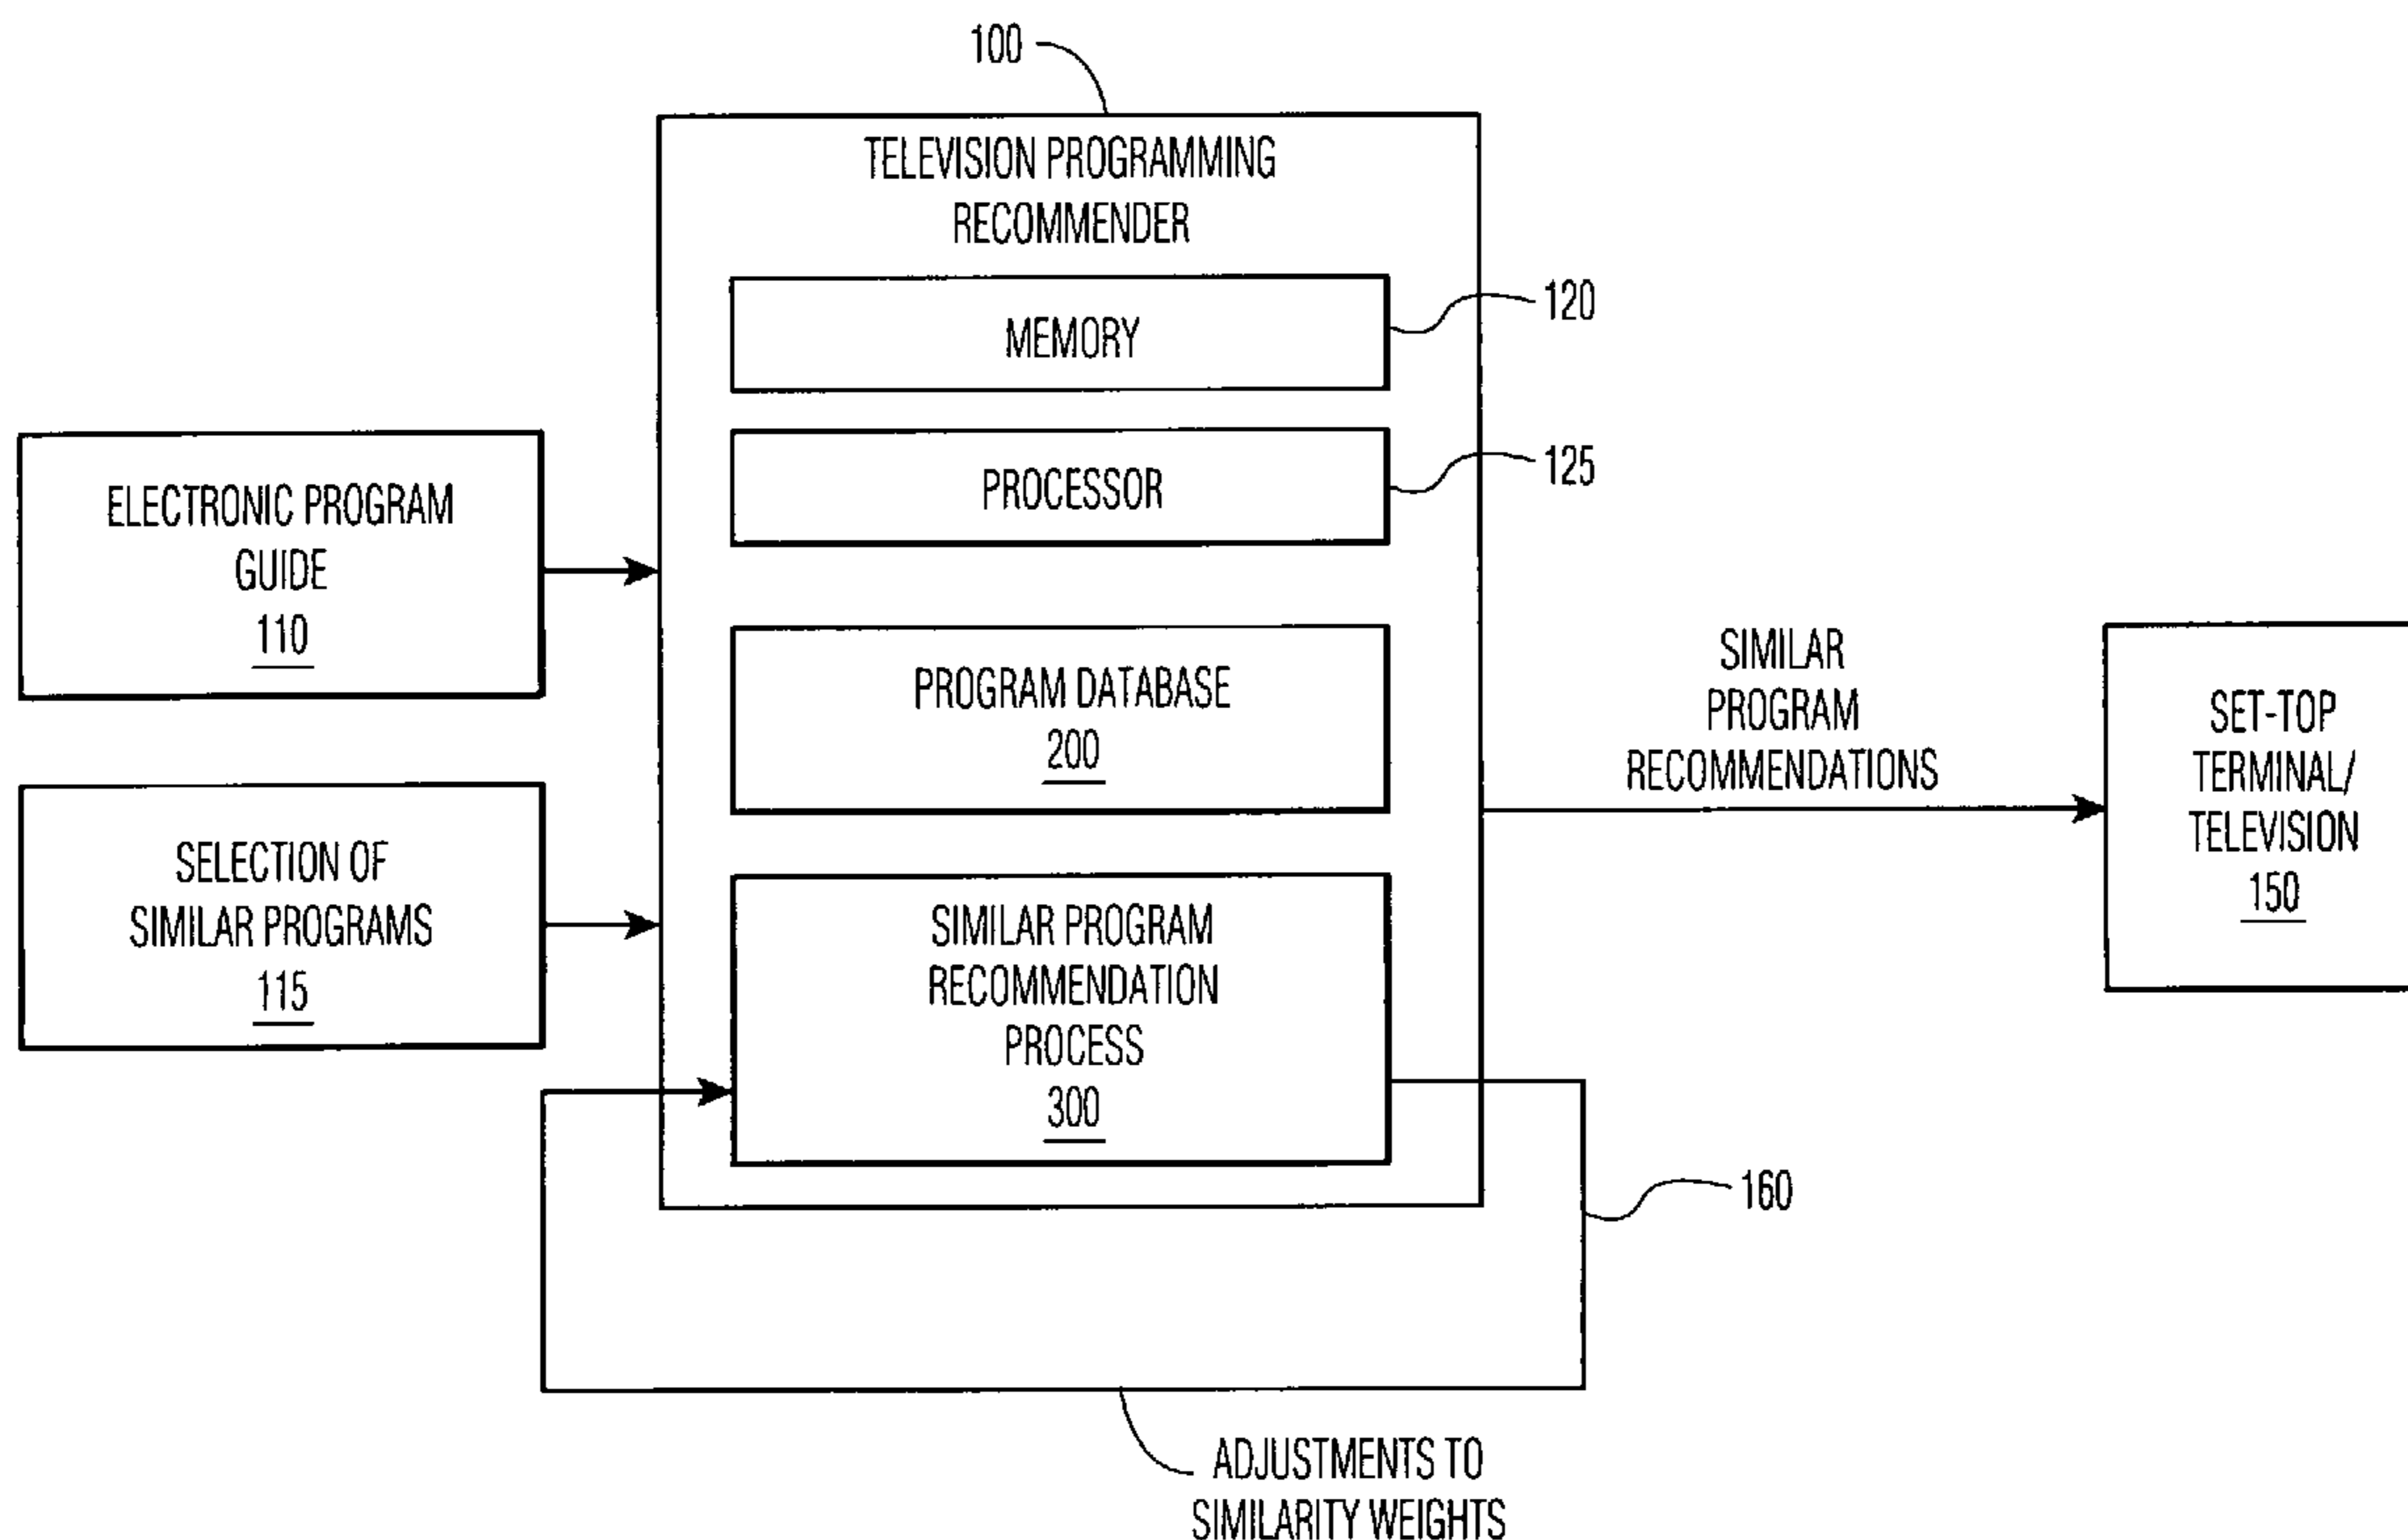 100
TELEVISION PROGRAMMING
RECOMMENDER
MEMORY
120
PROCESSOR
125
ELECTRONIC PROGRAM
GUIDE
110
PROGRAM DATABASE
200
SELECTION OF
SIMILAR PROGRAMS
115
SIMILAR PROGRAM
RECOMMENDATION
PROCESS
300
SIMILAR
PROGRAM
RECOMMENDATIONS
SET-TOP
TERMINAL/
TELEVISION
150
160
ADJUSTMENTS TO
SIMILARITY WEIGHTS